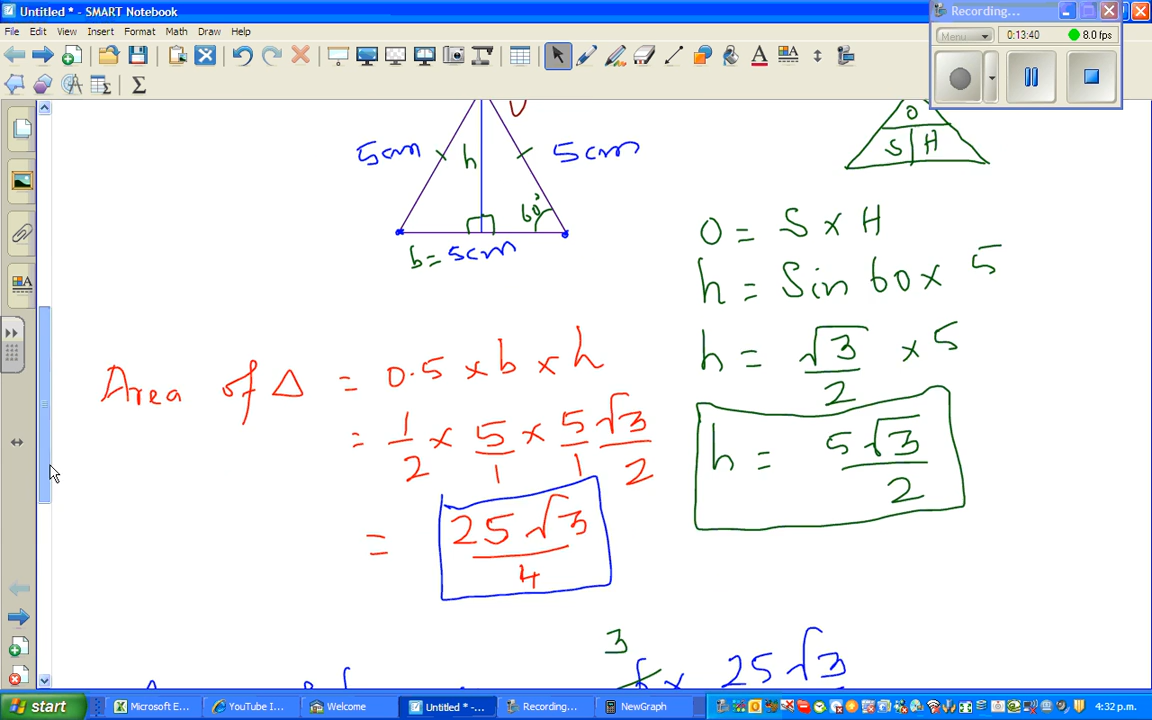 Untitled * - SMART Notebook
Recording...
File Edit View Insert Format Math Draw Help
Menu
0:13:40
8.0 fps
O
S H
5cm
h
5cm
60°
b = 5cm
O = S x H
h = Sin 60 x 5
h = √3/2 x 5
h = 5√3/2
Area of Δ = 0.5 x b x h
= 1/2 x 5/1 x 5/1 √3/2
= 25√3/4
3
6 x 25√3
start
Microsoft E...
YouTube I...
Welcome
Untitled * -...
Recording...
NewGraph
4:32 p.m.